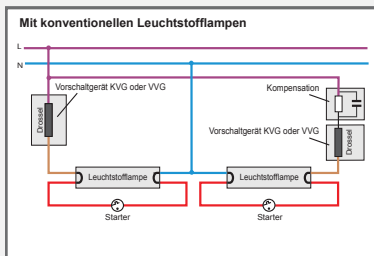 Mit konventionellen Leuchtstofflampen
L
N
Vorschaltgerät KVG oder VVG
Kompensation
Drossel
Vorschaltgerät KVG oder VVG
Drossel
Leuchtstofflampe
Leuchtstofflampe
Starter
Starter